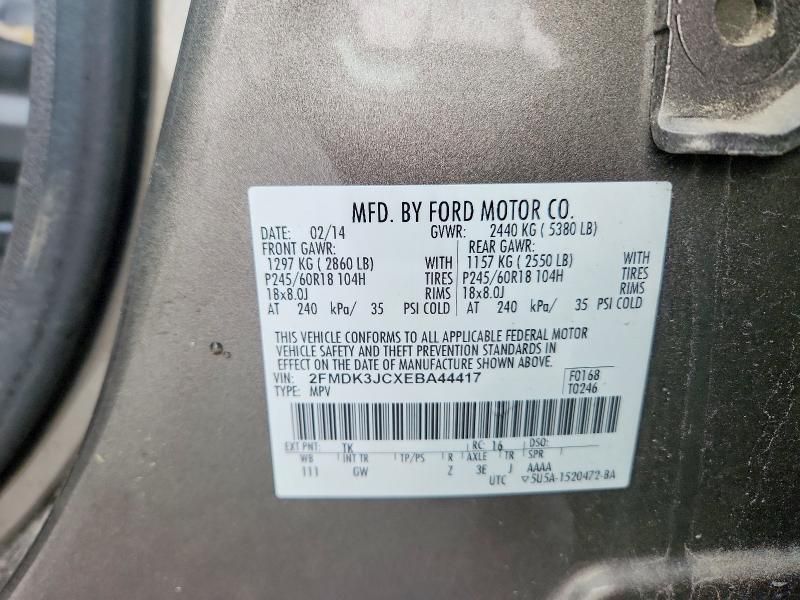 MFD. BY FORD MOTOR CO.
DATE: 02/14 GVWR: 2440 KG ( 5380 LB)
FRONT GAWR: REAR GAWR:
1297 KG ( 2860 LB) WITH 1157 KG ( 2550 LB) WITH
P245/60R18 104H TIRES P245/60R18 104H TIRES
18x8.0J RIMS 18x8.0J RIMS
AT 240 kPa/ 35 PSI COLD AT 240 kPa/ 35 PSI COLD
THIS VEHICLE CONFORMS TO ALL APPLICABLE FEDERAL MOTOR
VEHICLE SAFETY AND THEFT PREVENTION STANDARDS IN
EFFECT ON THE DATE OF MANUFACTURE SHOWN ABOVE.
VIN: 2FMDK3JCXEBA44417 F0168
TYPE: MPV T0246
EXT PNT: TK RC: 16 DSO:
WB INT TR TP/PS R AXLE TR SPR
111 GW Z 3E J AAAA
UTC ▽5U5A-1520472-BA